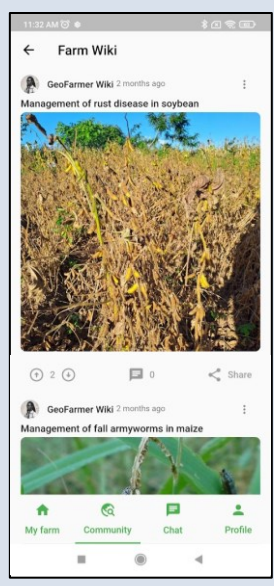 11:32 AM
Farm Wiki
GeoFarmer Wiki 2 months ago
Management of rust disease in soybean
2
0
Share
GeoFarmer Wiki 2 months ago
Management of fall armyworms in maize
My farm
Community
Chat
Profile